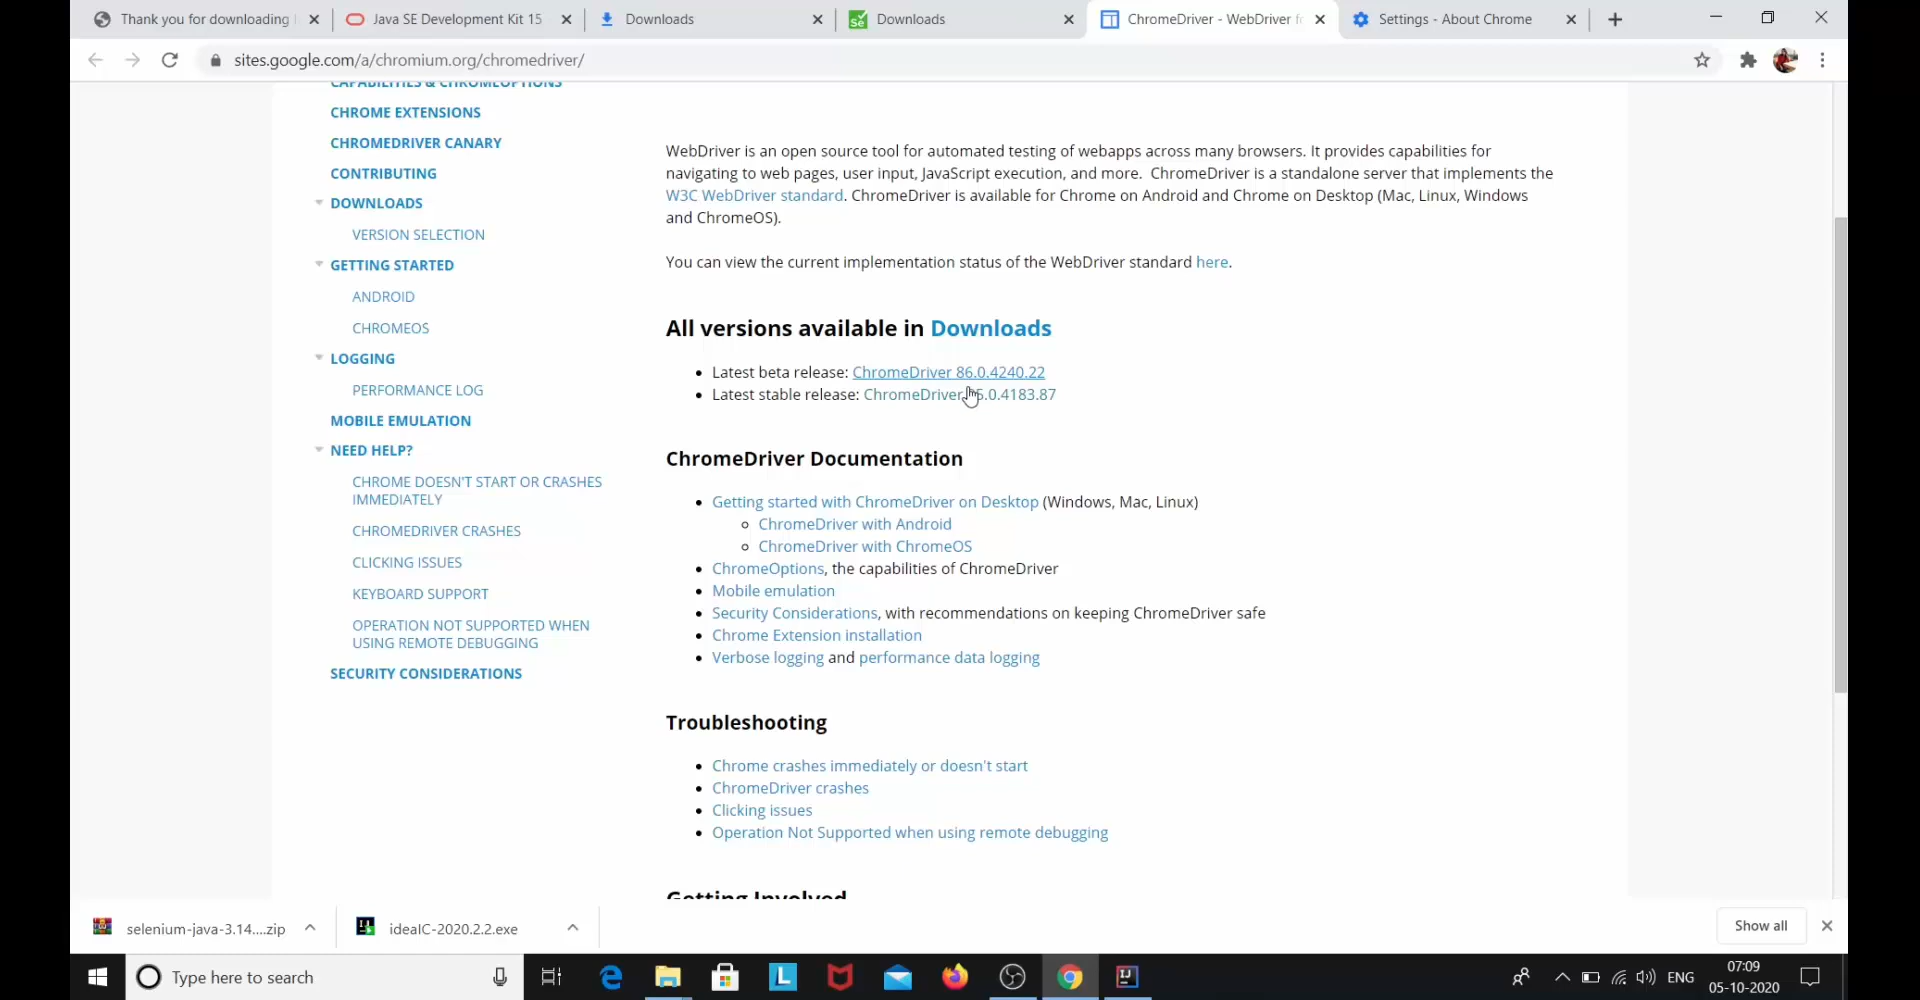 Thank you for downloading
Java SE Development Kit 15
Downloads
Downloads
ChromeDriver - WebDriver f
Settings - About Chrome
sites.google.com/a/chromium.org/chromedriver/
CAPABILITIES & CHROMEOPTIONS
CHROME EXTENSIONS
CHROMEDRIVER CANARY
CONTRIBUTING
DOWNLOADS
VERSION SELECTION
GETTING STARTED
ANDROID
CHROMEOS
LOGGING
PERFORMANCE LOG
MOBILE EMULATION
NEED HELP?
CHROME DOESN'T START OR CRASHES
IMMEDIATELY
CHROMEDRIVER CRASHES
CLICKING ISSUES
KEYBOARD SUPPORT
OPERATION NOT SUPPORTED WHEN
USING REMOTE DEBUGGING
SECURITY CONSIDERATIONS
WebDriver is an open source tool for automated testing of webapps across many browsers. It provides capabilities for
navigating to web pages, user input, JavaScript execution, and more. ChromeDriver is a standalone server that implements the
W3C WebDriver standard. ChromeDriver is available for Chrome on Android and Chrome on Desktop (Mac, Linux, Windows
and ChromeOS).
You can view the current implementation status of the WebDriver standard here.
All versions available in Downloads
Latest beta release: ChromeDriver 86.0.4240.22
Latest stable release: ChromeDriver 5.0.4183.87
ChromeDriver Documentation
Getting started with ChromeDriver on Desktop (Windows, Mac, Linux)
ChromeDriver with Android
ChromeDriver with ChromeOS
ChromeOptions, the capabilities of ChromeDriver
Mobile emulation
Security Considerations, with recommendations on keeping ChromeDriver safe
Chrome Extension installation
Verbose logging and performance data logging
Troubleshooting
Chrome crashes immediately or doesn't start
ChromeDriver crashes
Clicking issues
Operation Not Supported when using remote debugging
Getting Involved
selenium-java-3.14....zip
ideaIC-2020.2.2.exe
Show all
Type here to search
ENG
07:09
05-10-2020